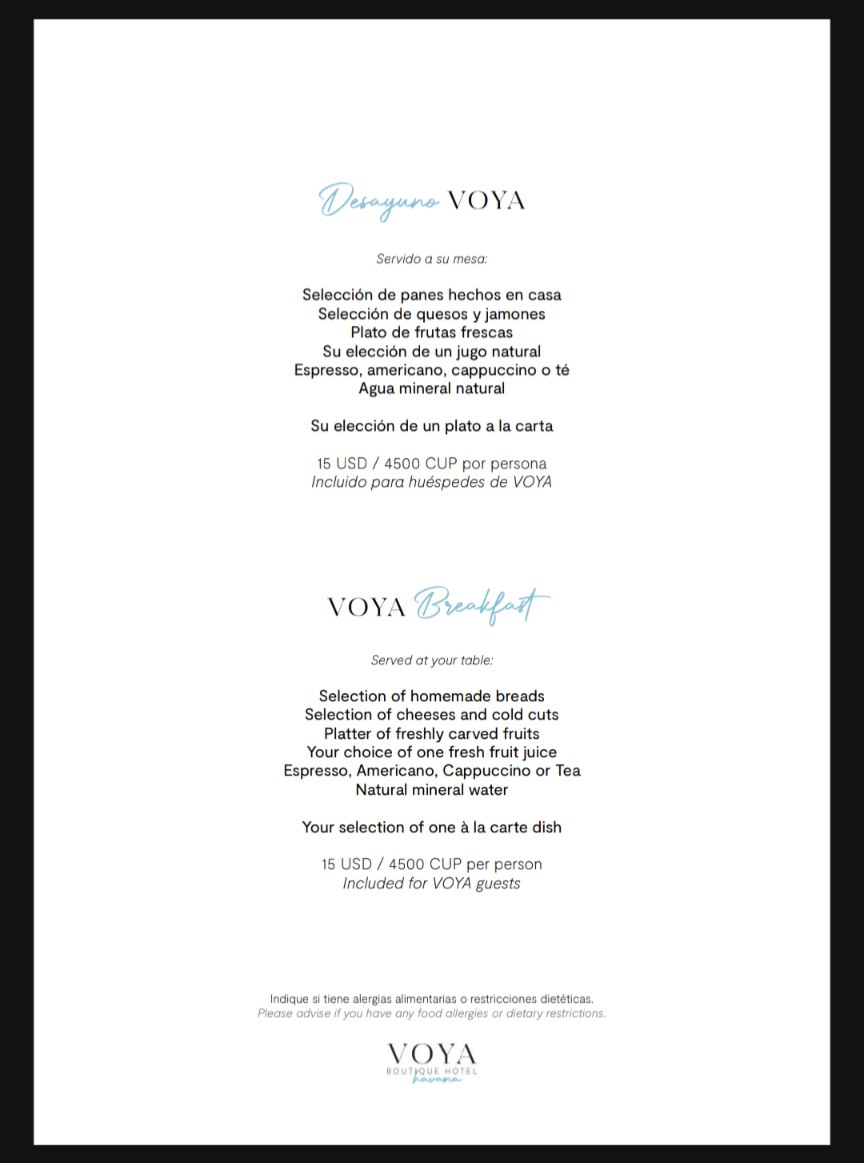 Desayuno VOYA
Servido a su mesa:
Selección de panes hechos en casa
Selección de quesos y jamones
Plato de frutas frescas
Su elección de un jugo natural
Espresso, americano, cappuccino o té
Agua mineral natural
Su elección de un plato a la carta
15 USD / 4500 CUP por persona
Incluido para huéspedes de VOYA
VOYA Breakfast
Served at your table:
Selection of homemade breads
Selection of cheeses and cold cuts
Platter of freshly carved fruits
Your choice of one fresh fruit juice
Espresso, Americano, Cappuccino or Tea
Natural mineral water
Your selection of one à la carte dish
15 USD / 4500 CUP per person
Included for VOYA guests
Indique si tiene alergias alimentarias o restricciones dietéticas.
Please advise if you have any food allergies or dietary restrictions.
VOYA
BOUTIQUE HOTEL
havana